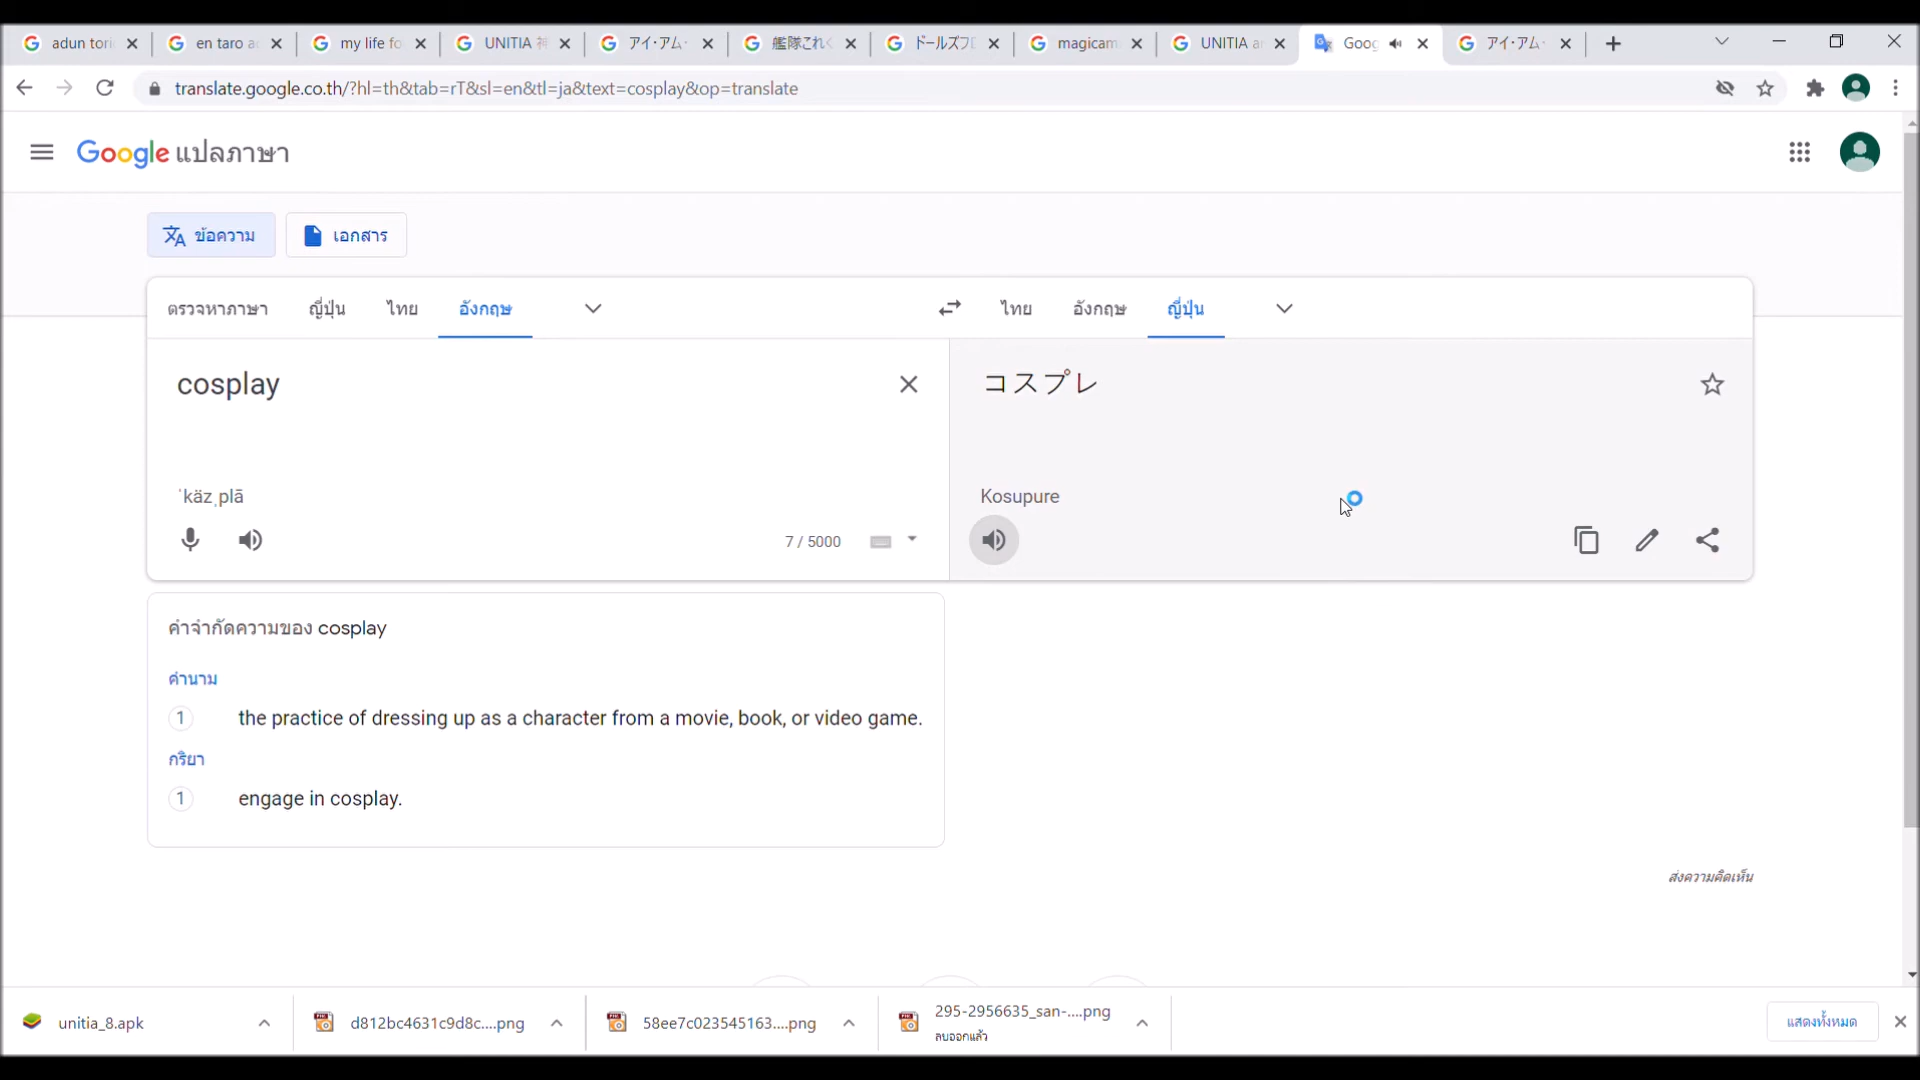 adun tori
en taro a
my life fo
UNITIA 神
アイ・アム・
艦隊これく
ドールズフロ
magicam
UNITIA a
Goog
アイ・アム・
translate.google.co.th/?hl=th&tab=rT&sl=en&tl=ja&text=cosplay&op=translate
Google แปลภาษา
ข้อความ
เอกสาร
ตรวจหาภาษา ญี่ปุ่น ไทย อังกฤษ
ไทย อังกฤษ ญี่ปุ่น
cosplay
コスプレ
ˈkäzˌplā
Kosupure
7 / 5000
คำจำกัดความของ cosplay
คำนาม
1 the practice of dressing up as a character from a movie, book, or video game.
กริยา
1 engage in cosplay.
ส่งความคิดเห็น
unitia_8.apk
d812bc4631c9d8c....png
58ee7c023545163....png
295-2956635_san-....png
ลบออกแล้ว
แสดงทั้งหมด